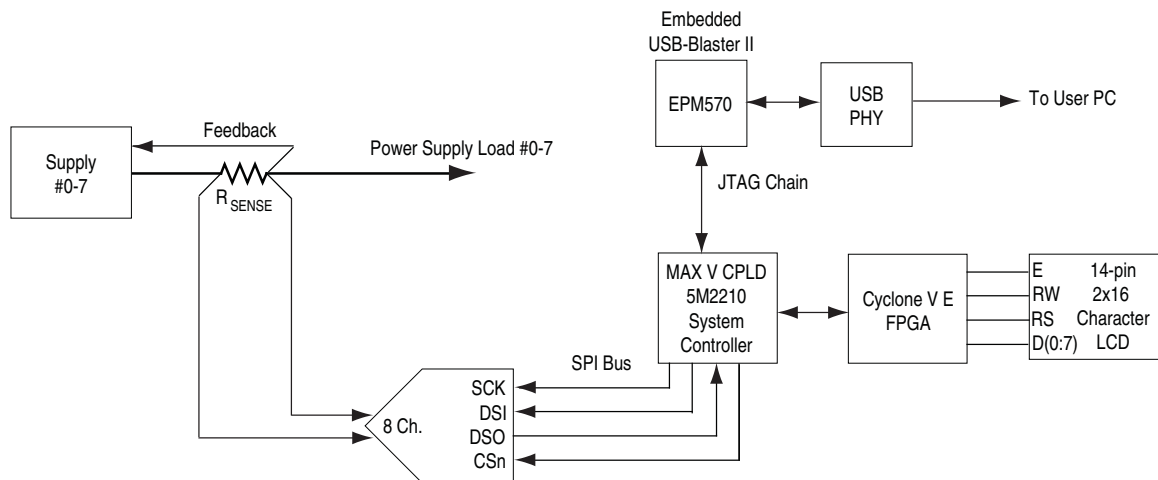 Embedded
USB-Blaster II
EPM570
USB
PHY
To User PC
Feedback
Supply
#0-7
Power Supply Load #0-7
R SENSE
JTAG Chain
MAX V CPLD
5M2210
System
Controller
Cyclone V E
FPGA
E
RW
RS
D(0:7)
14-pin
2x16
Character
LCD
SPI Bus
8 Ch.
SCK
DSI
DSO
CSn